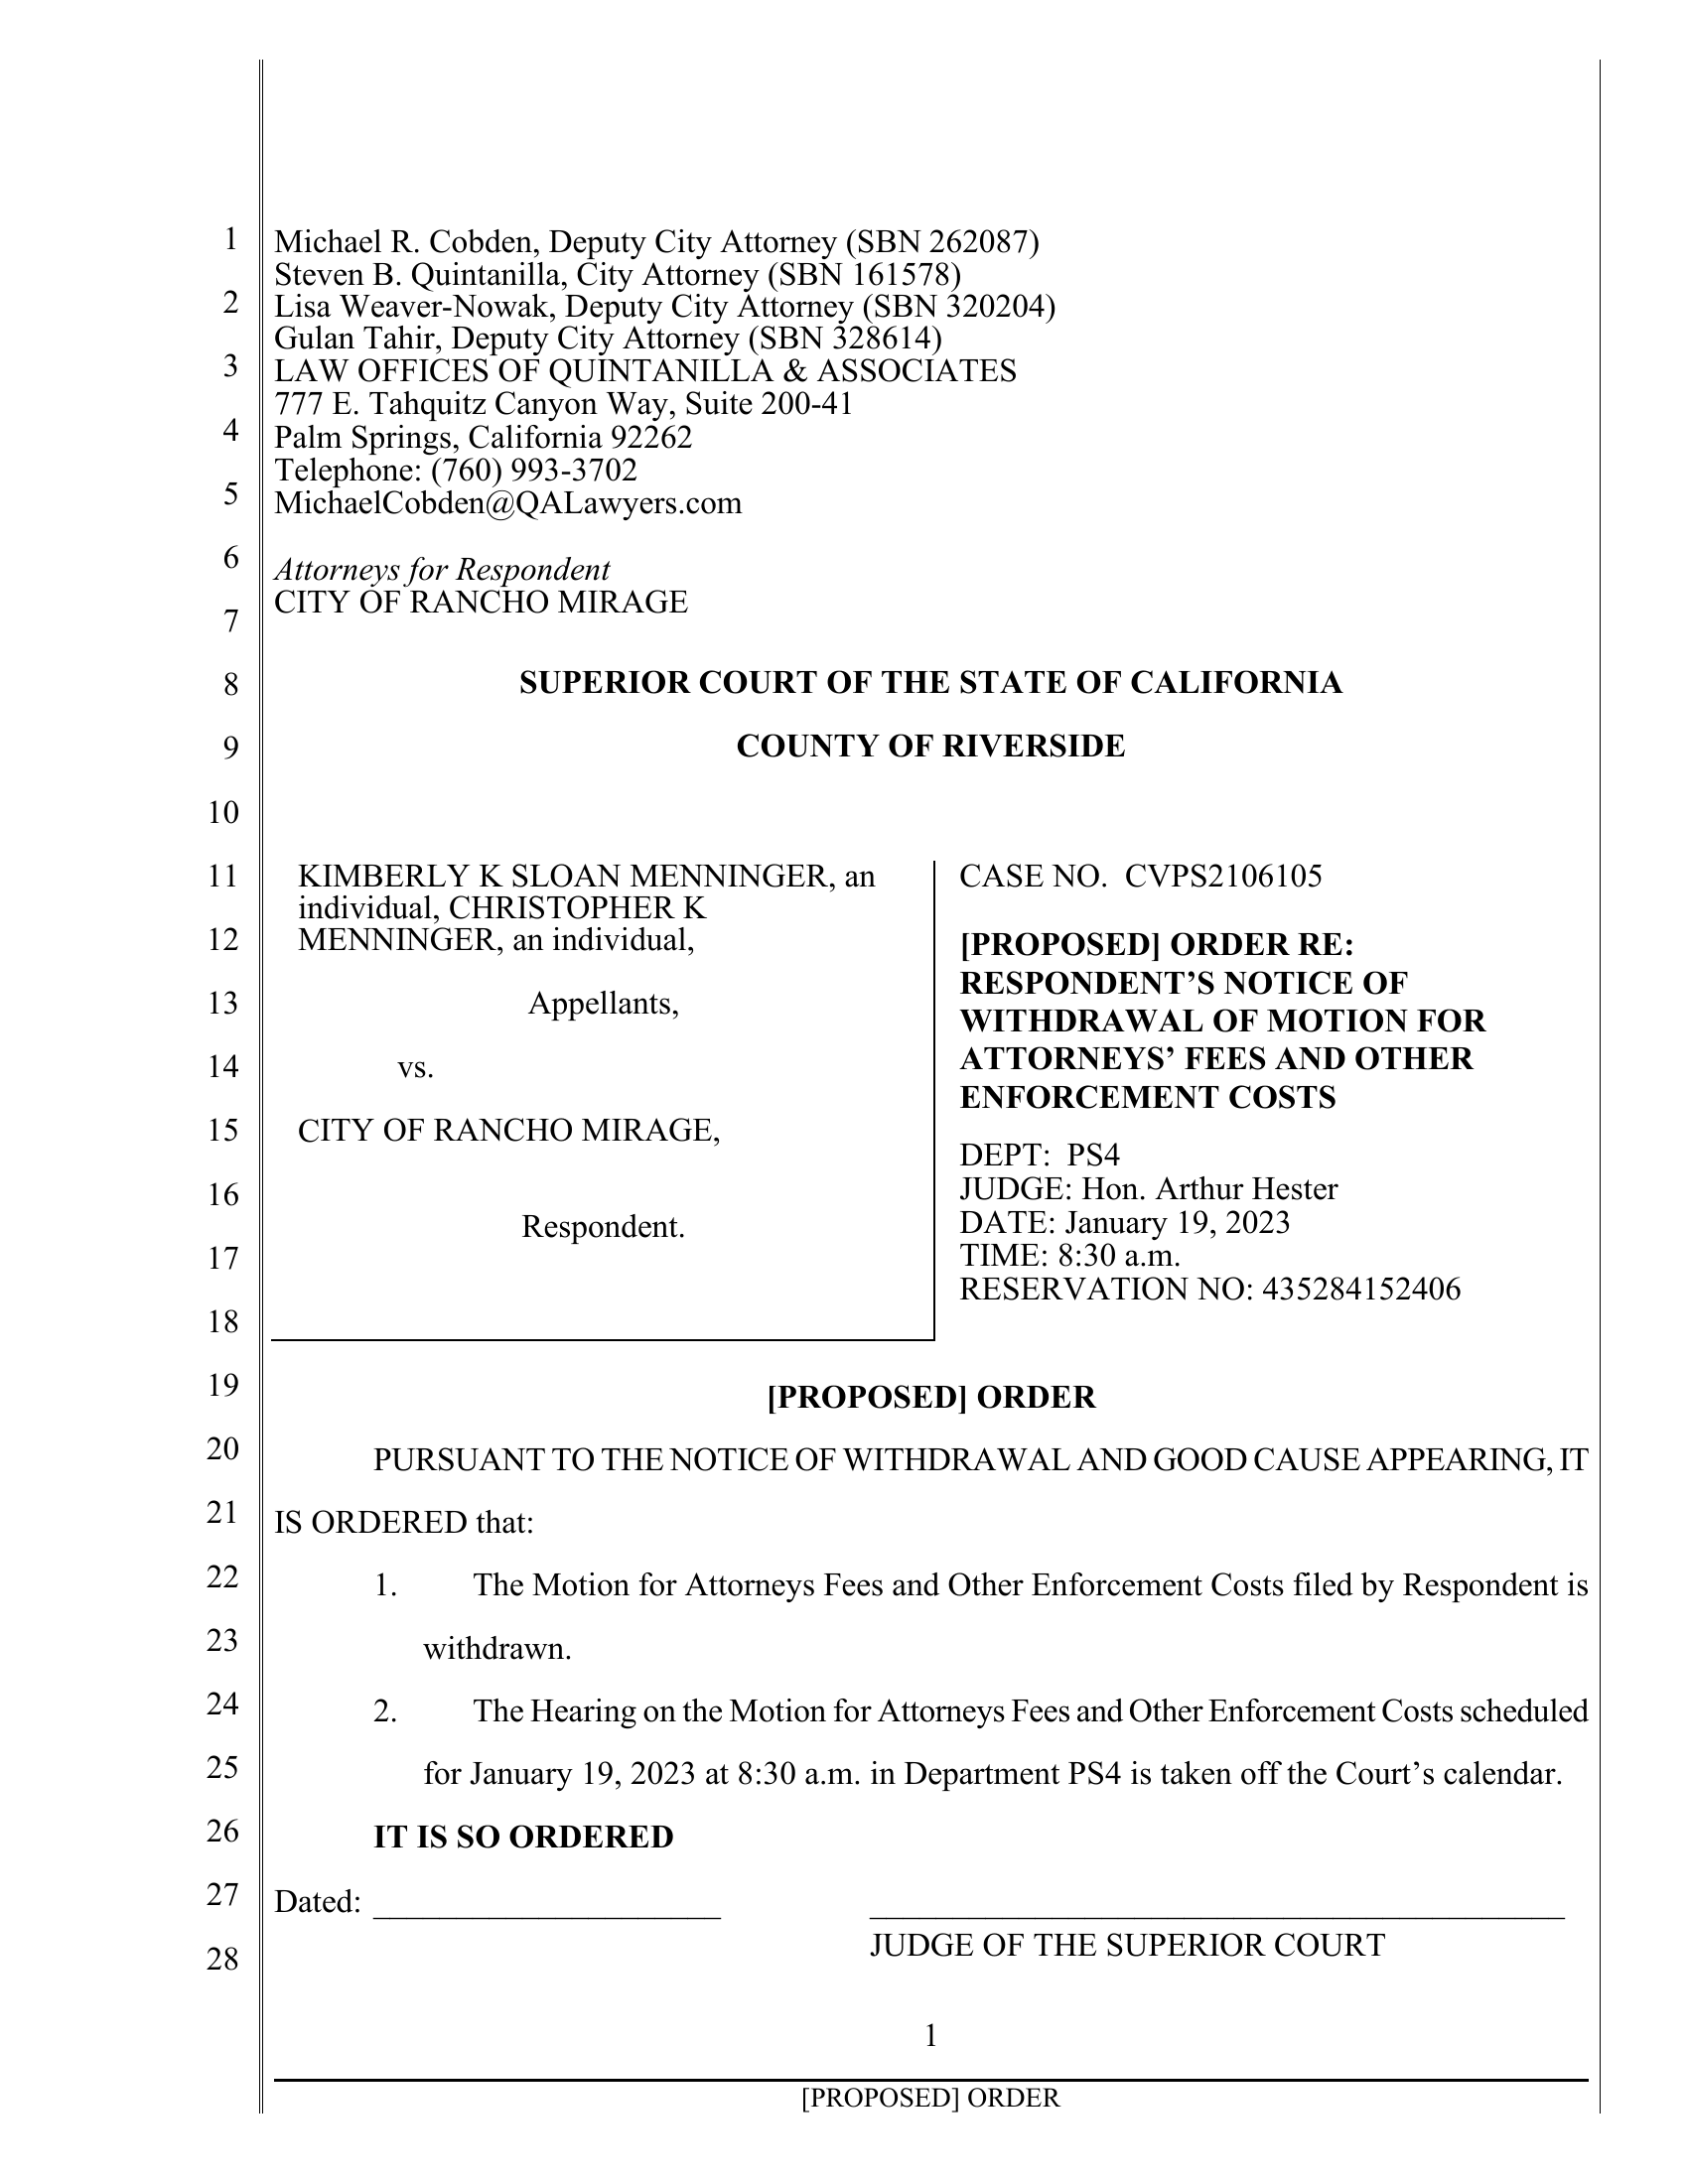 1 Michael R. Cobden, Deputy City Attorney (SBN 262087)
Steven B. Quintanilla, City Attorney (SBN 161578)
2 Lisa Weaver-Nowak, Deputy City Attorney (SBN 320204)
Gulan Tahir, Deputy City Attorney (SBN 328614)
3 LAW OFFICES OF QUINTANILLA & ASSOCIATES
777 E. Tahquitz Canyon Way, Suite 200-41
4 Palm Springs, California 92262
Telephone: (760) 993-3702
5 MichaelCobden@QALawyers.com
6 Attorneys for Respondent
CITY OF RANCHO MIRAGE
7
8 SUPERIOR COURT OF THE STATE OF CALIFORNIA
9 COUNTY OF RIVERSIDE
10
11 KIMBERLY K SLOAN MENNINGER, an
individual, CHRISTOPHER K
12 MENNINGER, an individual,
13 Appellants,
14 vs.
15 CITY OF RANCHO MIRAGE,
16
Respondent.
17
18
CASE NO. CVPS2106105
[PROPOSED] ORDER RE:
RESPONDENT’S NOTICE OF
WITHDRAWAL OF MOTION FOR
ATTORNEYS’ FEES AND OTHER
ENFORCEMENT COSTS
DEPT: PS4
JUDGE: Hon. Arthur Hester
DATE: January 19, 2023
TIME: 8:30 a.m.
RESERVATION NO: 435284152406
19 [PROPOSED] ORDER
20 PURSUANT TO THE NOTICE OF WITHDRAWAL AND GOOD CAUSE APPEARING, IT
21 IS ORDERED that:
22 1. The Motion for Attorneys Fees and Other Enforcement Costs filed by Respondent is
23 withdrawn.
24 2. The Hearing on the Motion for Attorneys Fees and Other Enforcement Costs scheduled
25 for January 19, 2023 at 8:30 a.m. in Department PS4 is taken off the Court’s calendar.
26 IT IS SO ORDERED
27 Dated:
28 JUDGE OF THE SUPERIOR COURT
1
[PROPOSED] ORDER